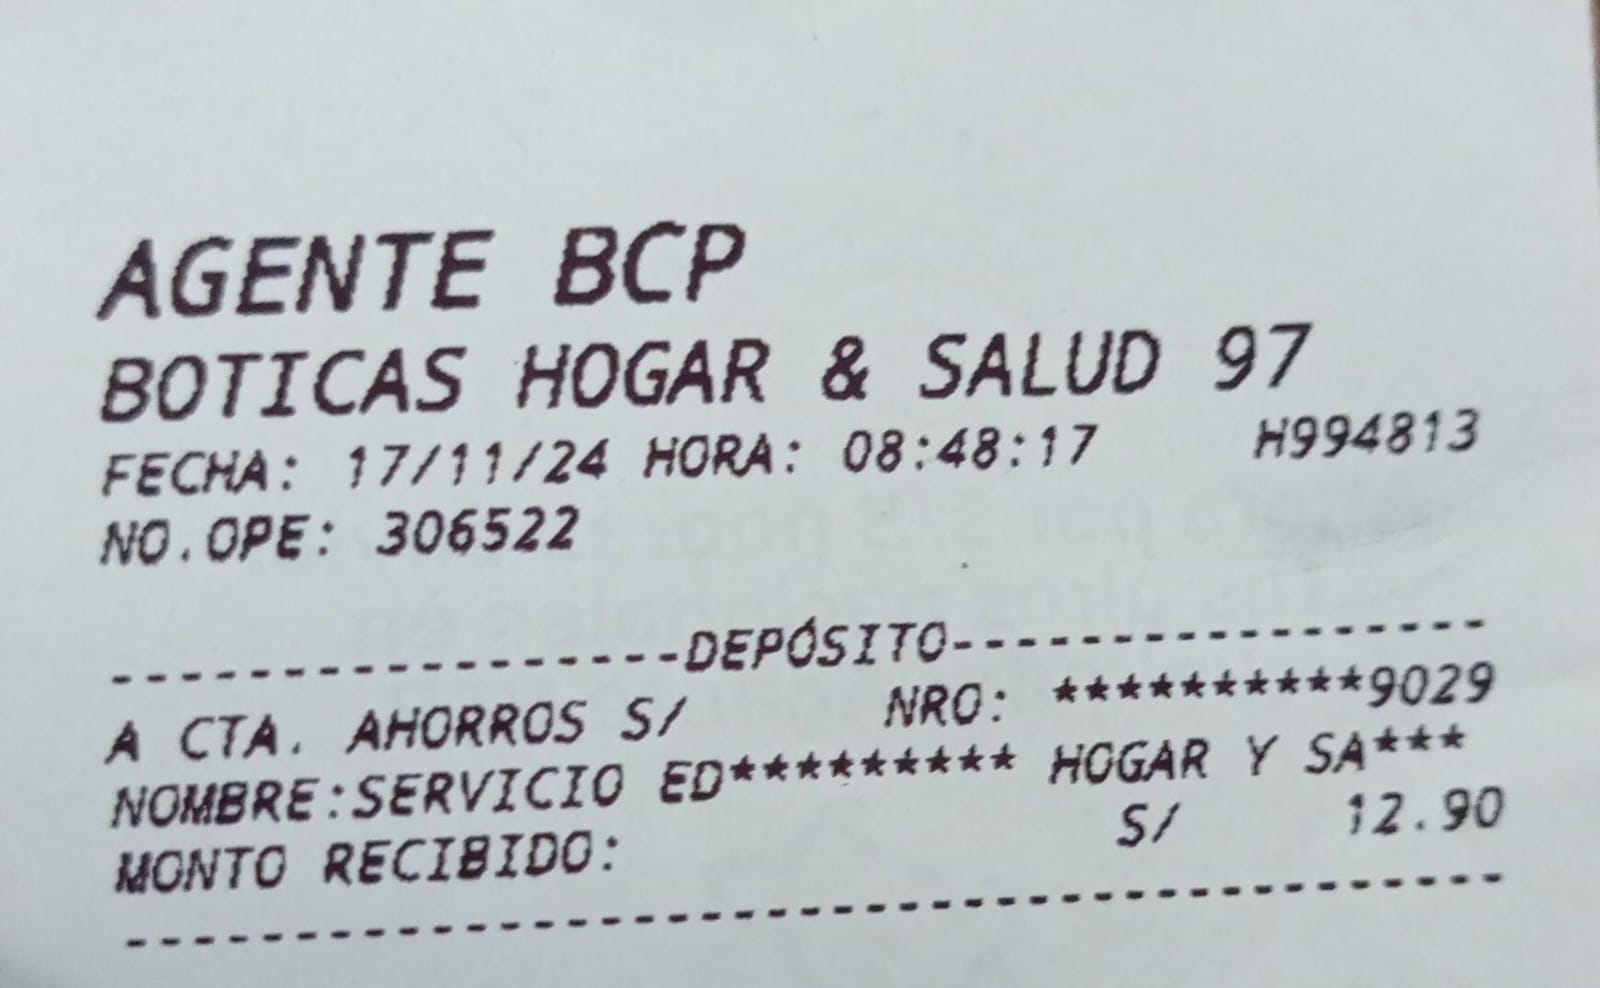 AGENTE BCP
BOTICAS HOGAR & SALUD 97
FECHA: 17/11/24 HORA: 08:48:17 H994813
NO.OPE: 306522
-----------------DEPÓSITO-----------------
A CTA. AHORROS S/ NRO: **********9029
NOMBRE:SERVICIO ED********* HOGAR Y SA***
MONTO RECIBIDO: S/ 12.90